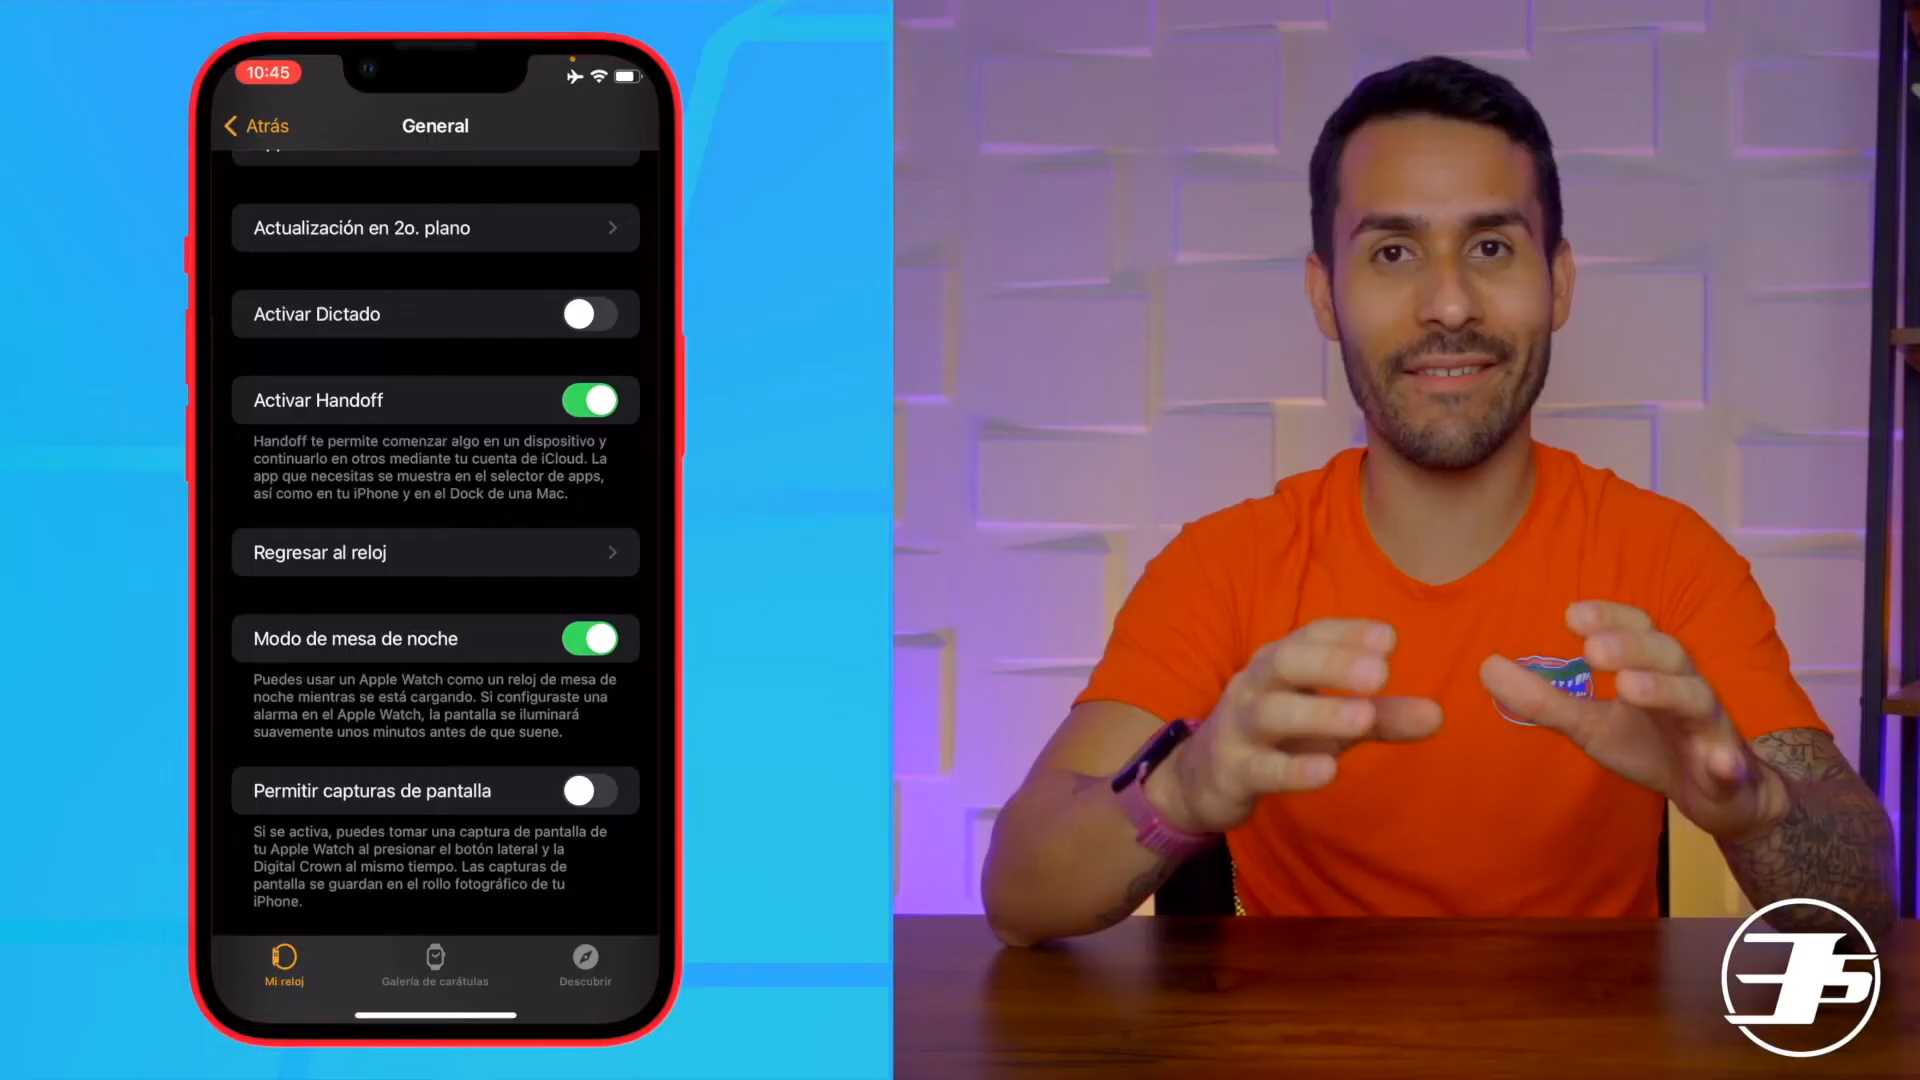 10:45
Atrás
General
Actualización en 2o. plano
Activar Dictado
Activar Handoff
Handoff te permite comenzar algo en un dispositivo y
continuarlo en otros mediante tu cuenta de iCloud. La
app que necesitas se muestra en el selector de apps,
así como en tu iPhone y en el Dock de una Mac.
Regresar al reloj
Modo de mesa de noche
Puedes usar un Apple Watch como un reloj de mesa de
noche mientras se está cargando. Si configuraste una
alarma en el Apple Watch, la pantalla se iluminará
suavemente unos minutos antes de que suene.
Permitir capturas de pantalla
Si se activa, puedes tomar una captura de pantalla de
tu Apple Watch al presionar el botón lateral y la
Digital Crown al mismo tiempo. Las capturas de
pantalla se guardan en el rollo fotográfico de tu
iPhone.
Mi reloj
Galería de carátulas
Descubrir